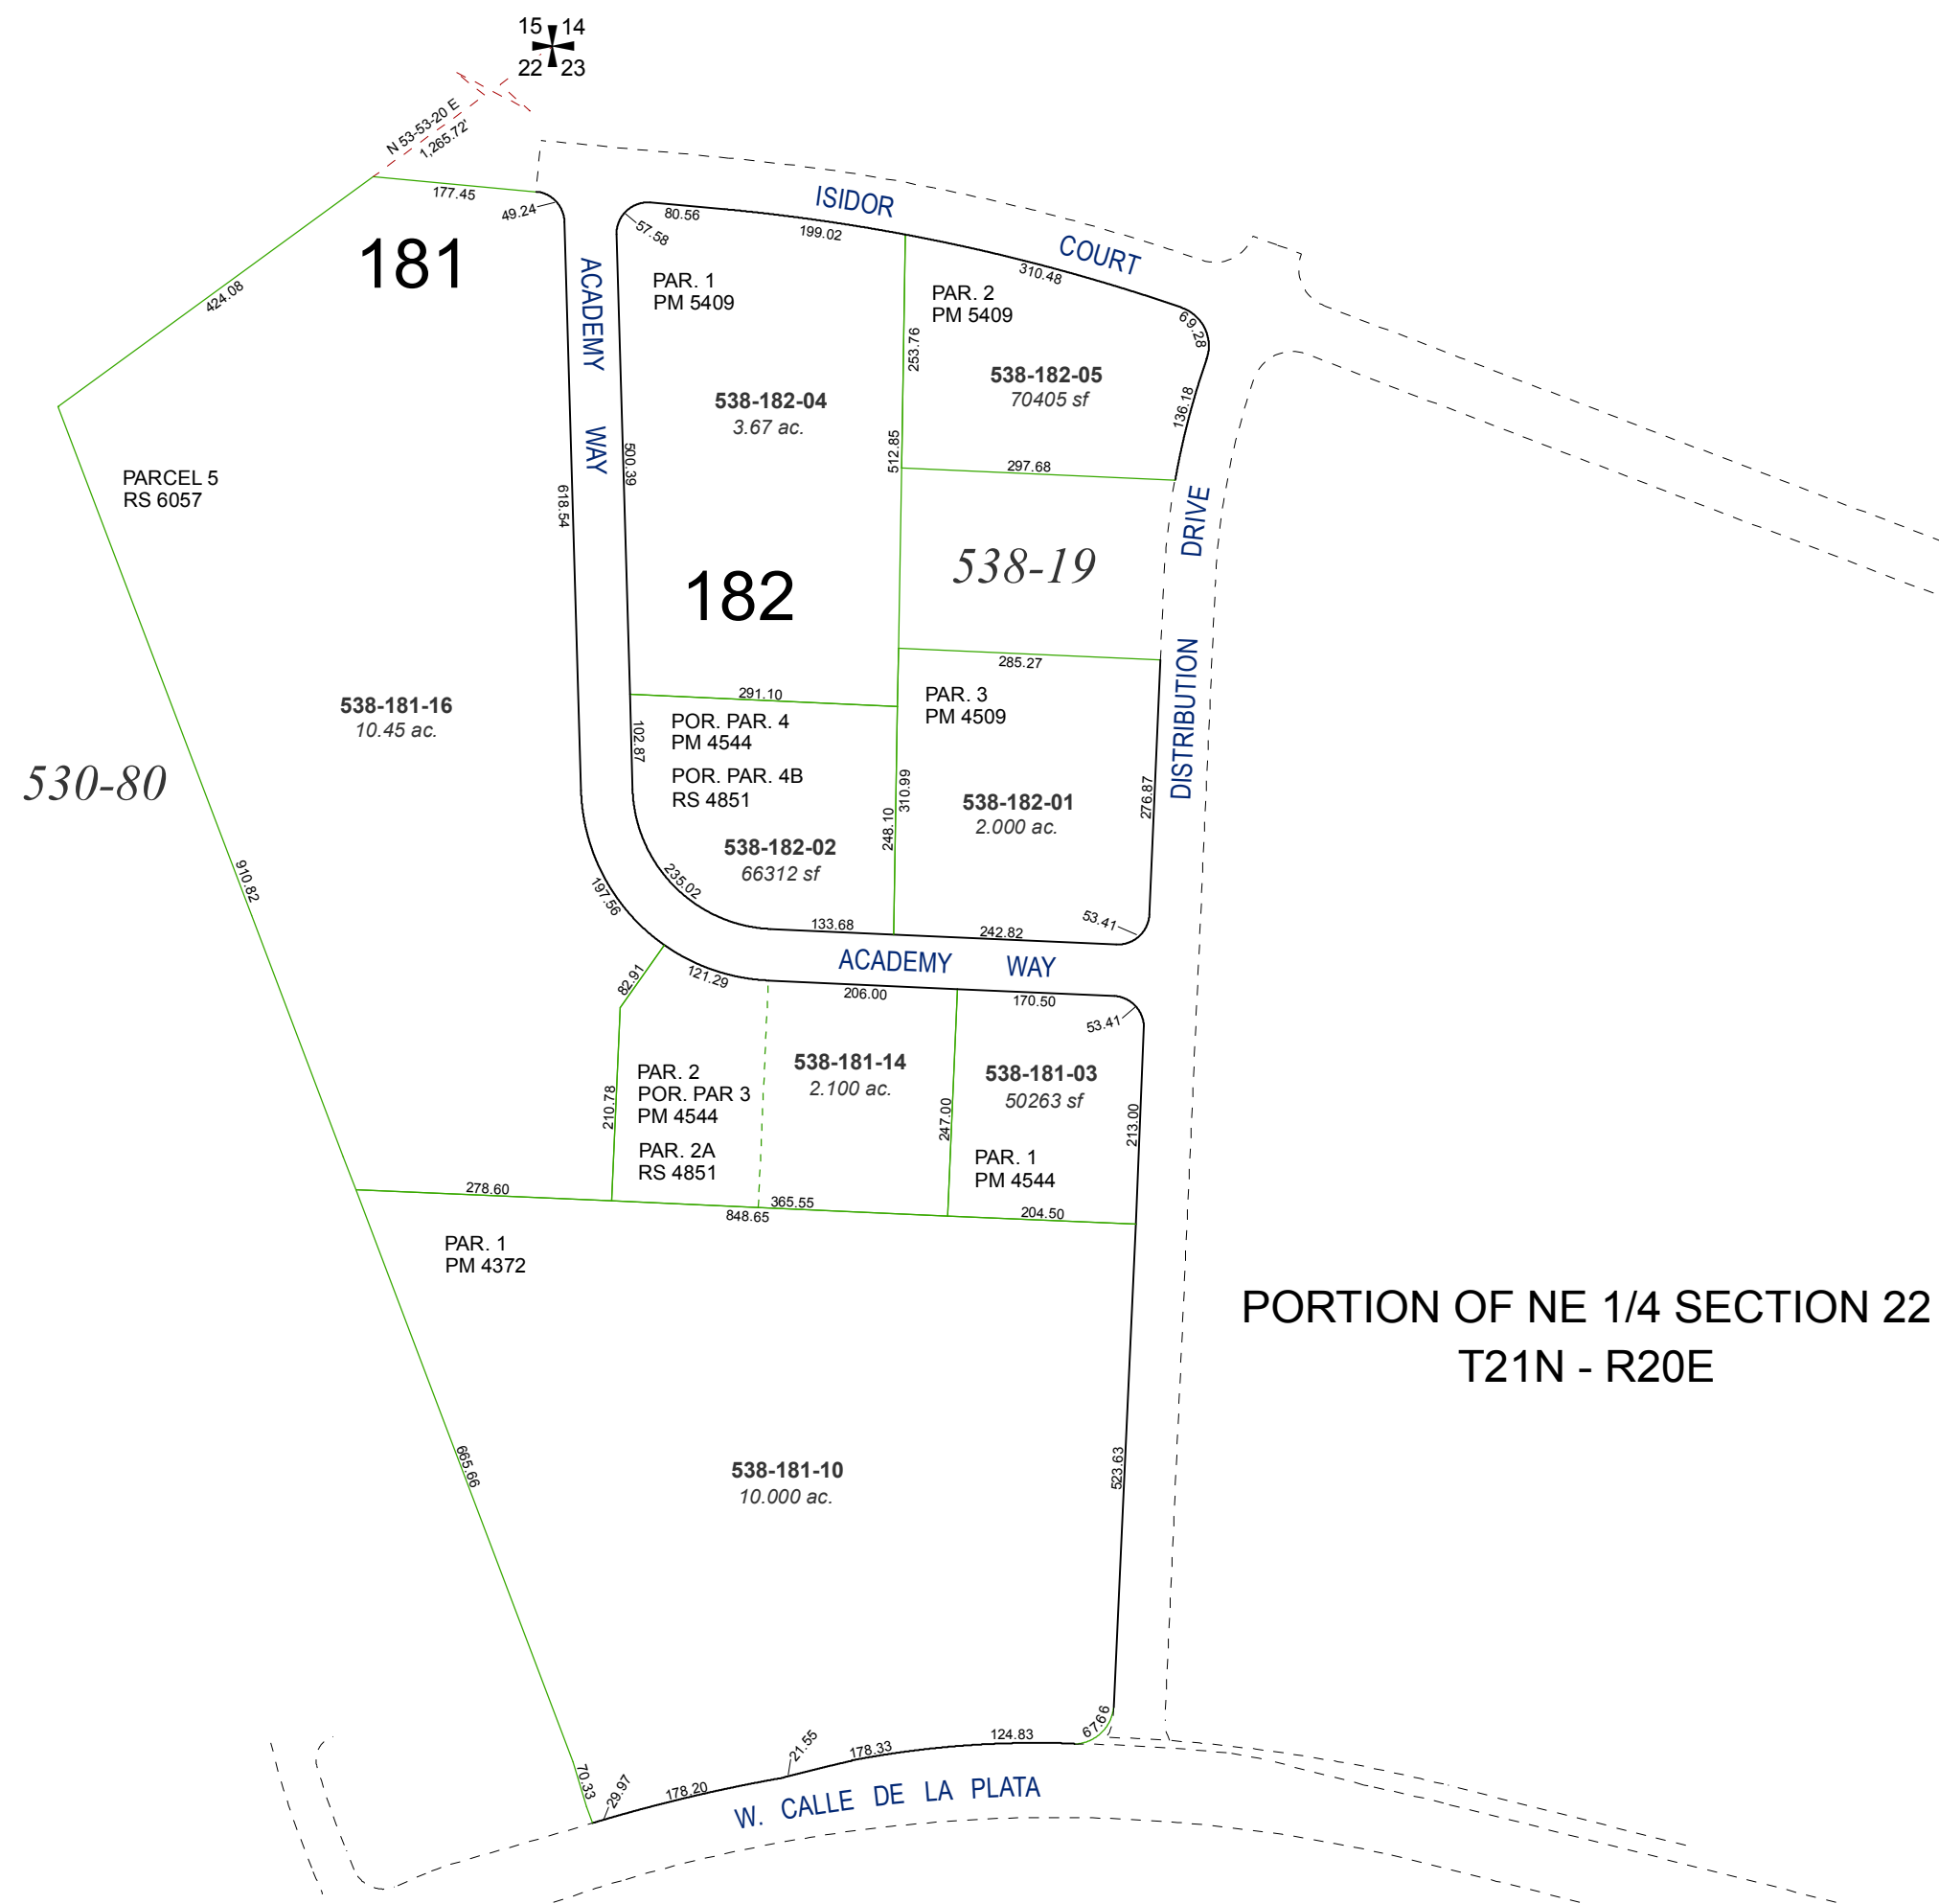 15 14
22 23
N 53-53-20 E
1,265.72'
177.45
49.24
424.08
181
ISIDOR
COURT
80.56
57.58
199.02
310.48
69.28
ACADEMY
WAY
PAR. 1
PM 5409
PAR. 2
PM 5409
253.76
538-182-05
70405 sf
136.18
538-182-04
3.67 ac.
512.85
500.39
297.68
PARCEL 5
RS 6057
618.54
DRIVE
538-19
182
DISTRIBUTION
285.27
291.10
PAR. 3
PM 4509
538-181-16
10.45 ac.
POR. PAR. 4
PM 4544
102.87
POR. PAR. 4B
RS 4851
530-80
310.99
248.10
276.87
538-182-01
2.000 ac.
538-182-02
66312 sf
910.82
197.56
235.02
133.68
242.82
53.41
ACADEMY WAY
82.91
121.29
206.00
170.50
53.41
538-181-14
2.100 ac.
538-181-03
50263 sf
PAR. 2
POR. PAR 3
PM 4544
210.78
247.00
213.00
PAR. 2A
RS 4851
PAR. 1
PM 4544
278.60
365.55
848.65
204.50
PAR. 1
PM 4372
PORTION OF NE 1/4 SECTION 22
T21N - R20E
665.66
523.63
538-181-10
10.000 ac.
67.66
124.83
178.33
21.55
178.20
29.97
70.33
W. CALLE DE LA PLATA